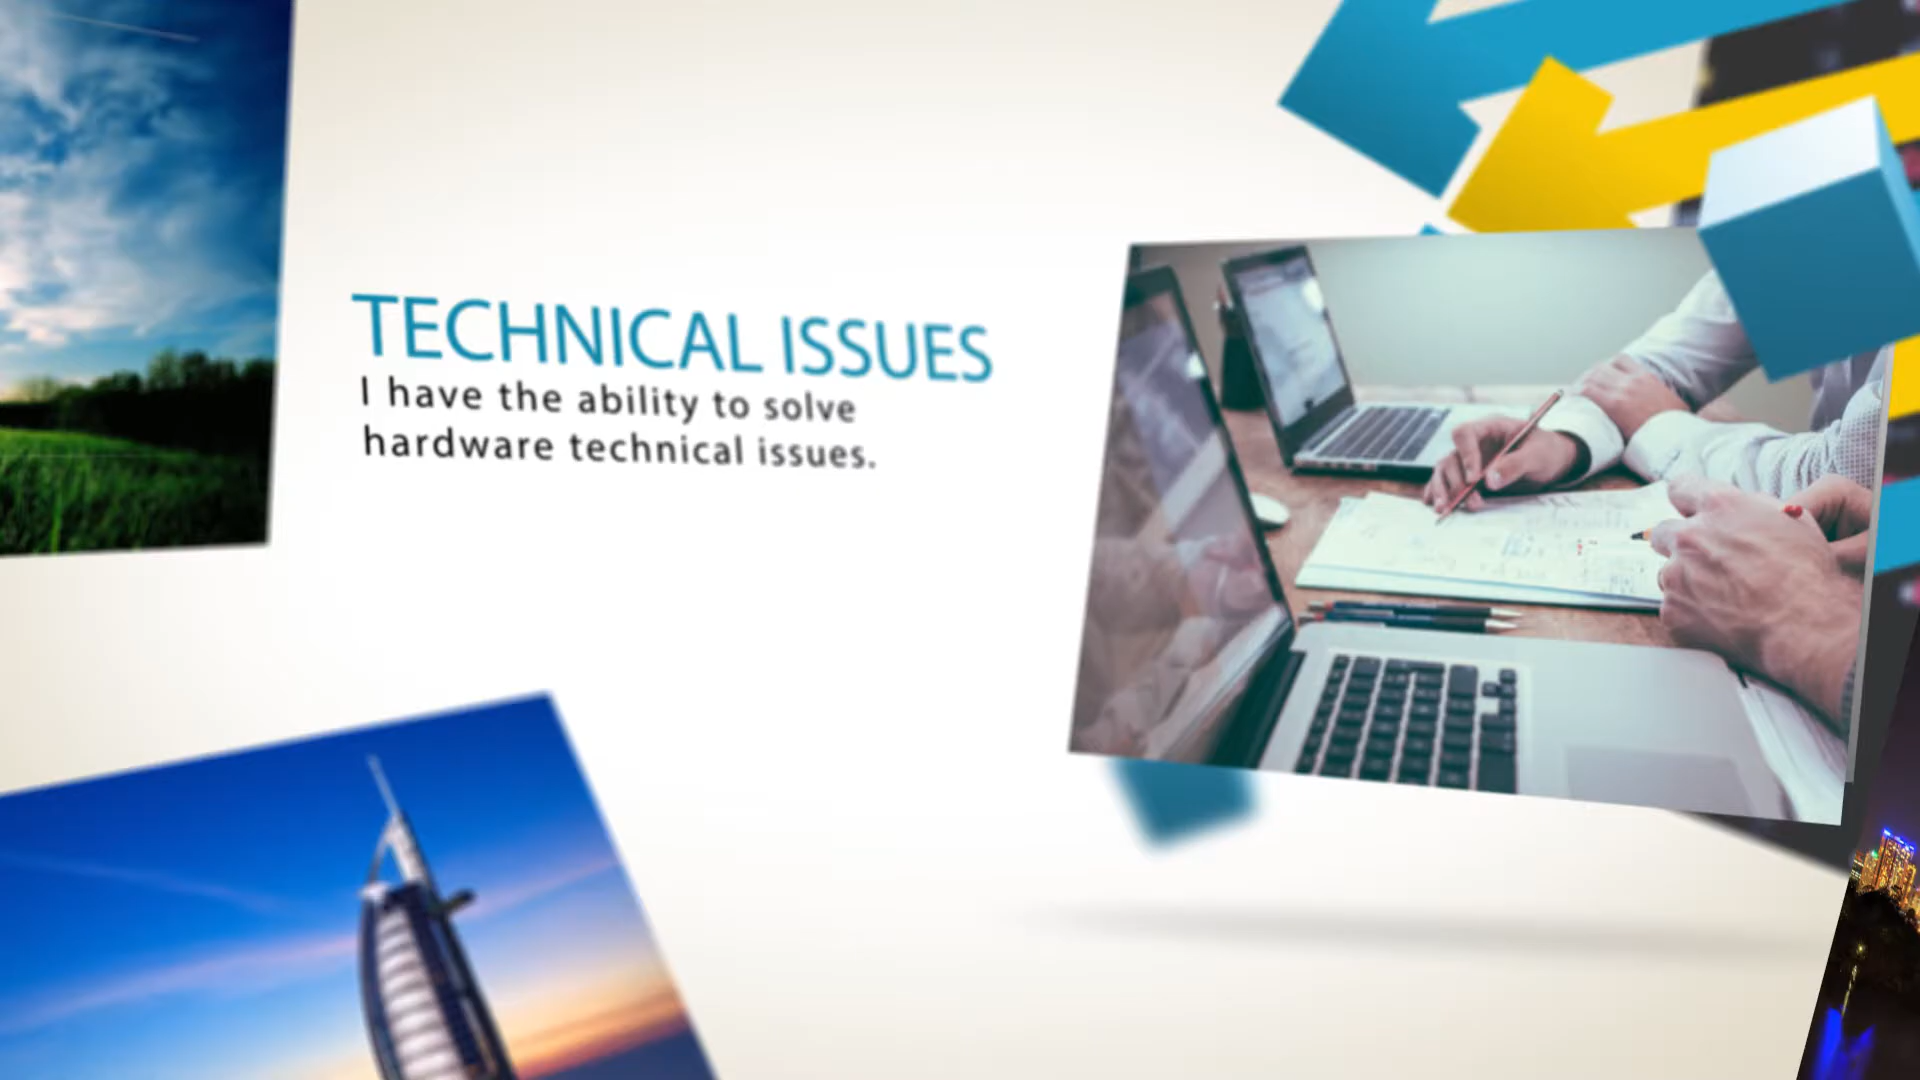 TECHNICAL ISSUES
I have the ability to solve
hardware technical issues.